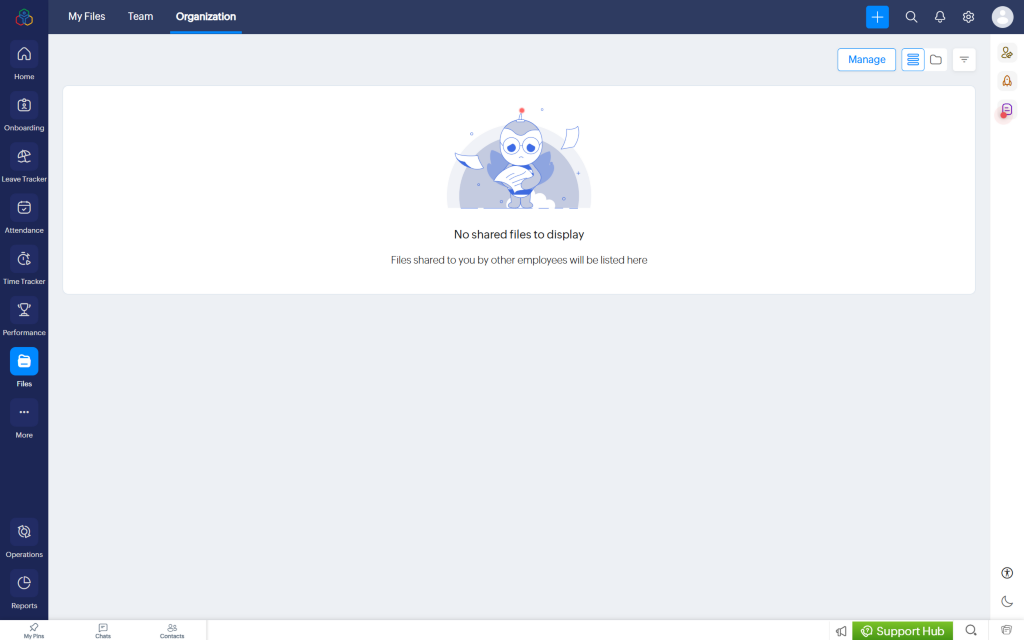 My Files
Team
Organization
Home
Onboarding
Leave Tracker
Attendance
Time Tracker
Performance
Files
More
Operations
Reports
Manage
No shared files to display
Files shared to you by other employees will be listed here
My Pins
Chats
Contacts
Support Hub